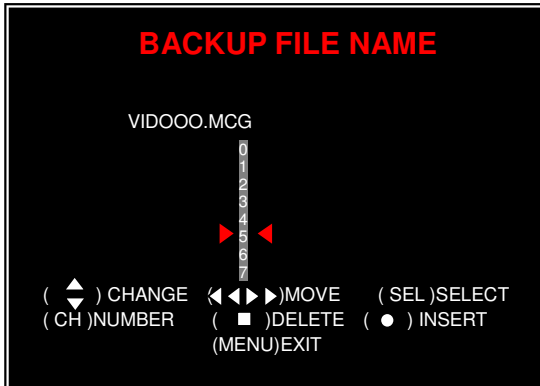 BACKUP FILE NAME
VIDOOO.MCG
0
1
2
3
4
5
6
7
( ▲▼ ) CHANGE (◀◀▶▶)MOVE ( SEL )SELECT
( CH )NUMBER ( ■ )DELETE ( ● ) INSERT
(MENU)EXIT